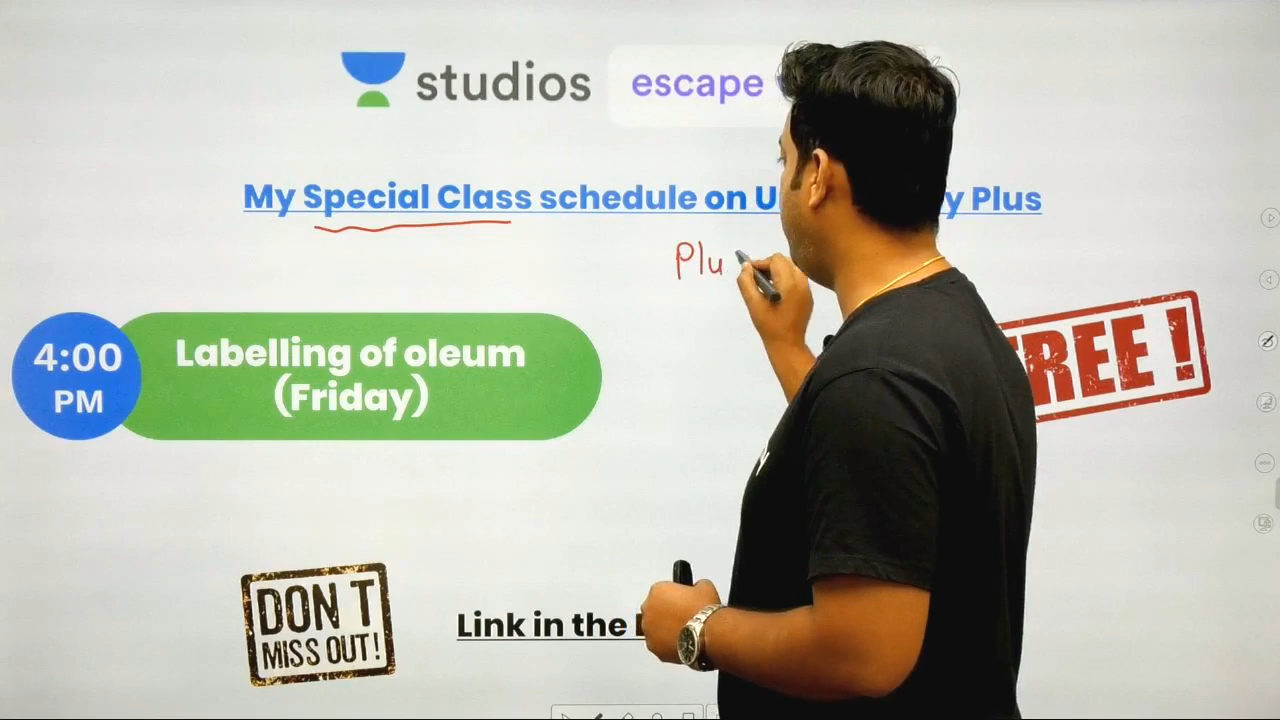 studios escape
My Special Class schedule on U y Plus
Plu
4:00
PM
Labelling of oleum
(Friday)
FREE !
DON T
MISS OUT!
Link in the